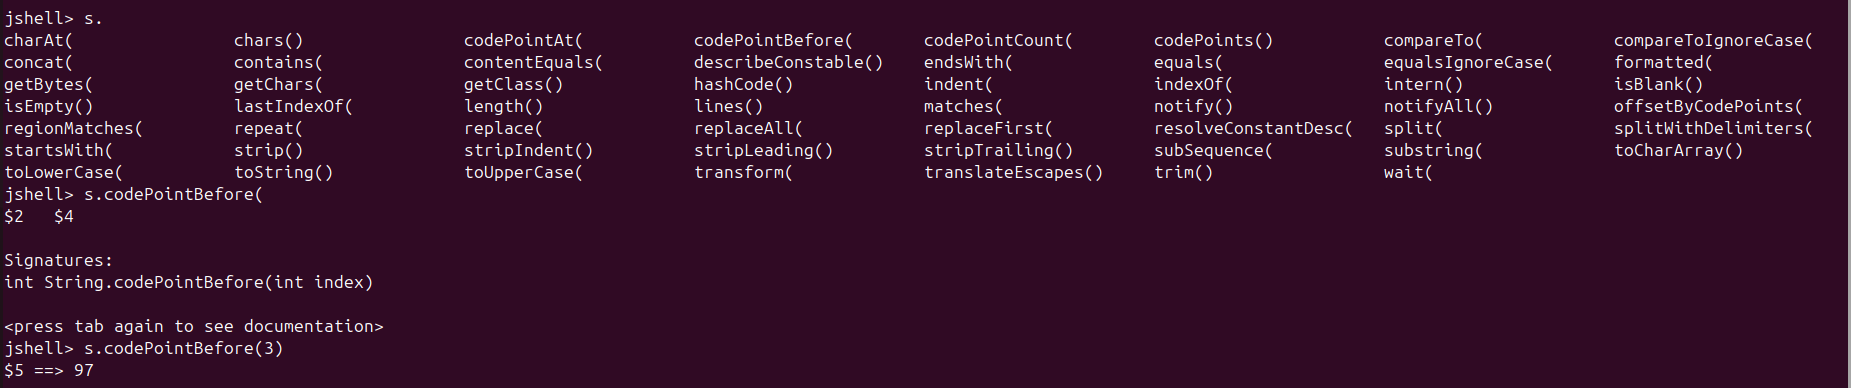 jshell> s.
charAt( chars() codePointAt( codePointBefore( codePointCount( codePoints() compareTo( compareToIgnoreCase(
concat( contains( contentEquals( describeConstable() endsWith( equals( equalsIgnoreCase( formatted(
getBytes( getChars( getClass() hashCode() indent( indexOf( intern() isBlank()
isEmpty() lastIndexOf( length() lines() matches( notify() notifyAll() offsetByCodePoints(
regionMatches( repeat( replace( replaceAll( replaceFirst( resolveConstantDesc( split( splitWithDelimiters(
startsWith( strip() stripIndent() stripLeading() stripTrailing() subSequence( substring( toCharArray()
toLowerCase( toString() toUpperCase( transform( translateEscapes() trim() wait(
jshell> s.codePointBefore(
$2 $4
Signatures:
int String.codePointBefore(int index)
<press tab again to see documentation>
jshell> s.codePointBefore(3)
$5 ==> 97